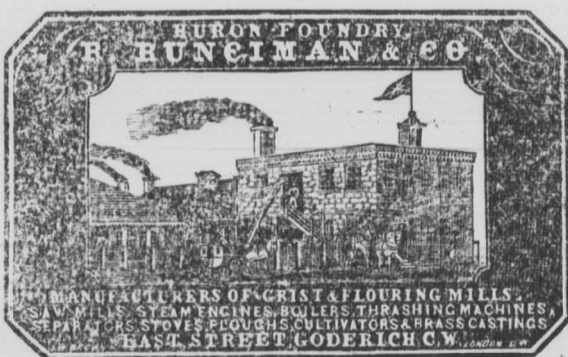 HURON FOUNDRY.
R. RUNCIMAN & CO.
MANUFACTURERS OF GRIST & FLOURING MILLS,
SAW MILLS, STEAM ENGINES, BOILERS, THRASHING MACHINES,
SEPARATORS, STOVES, PLOUGHS, CULTIVATORS & BRASS CASTINGS
EAST STREET, GODERICH, C.W.
LONDON C.W.